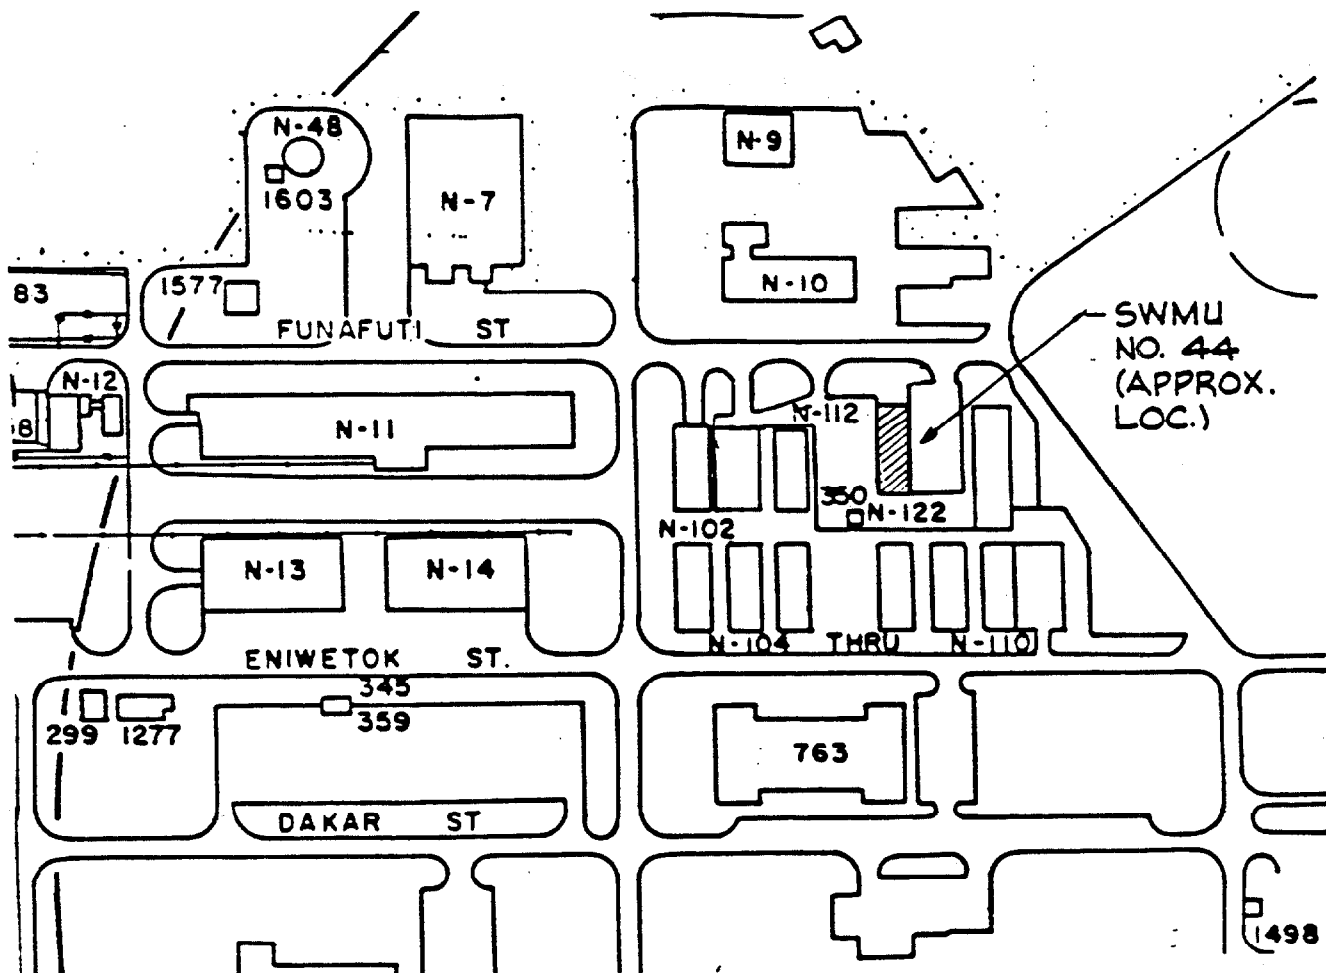 N-48
N-9
1603
N-7
1577
N-10
83
FUNAFUTI ST
SWMU
NO. 44
(APPROX.
LOC.)
N-12
N-112
N-11
350
N-122
N-102
N-13
N-14
N-104 THRU N-110
ENIWETOK ST.
345
299
1277
359
763
DAKAR ST
1498